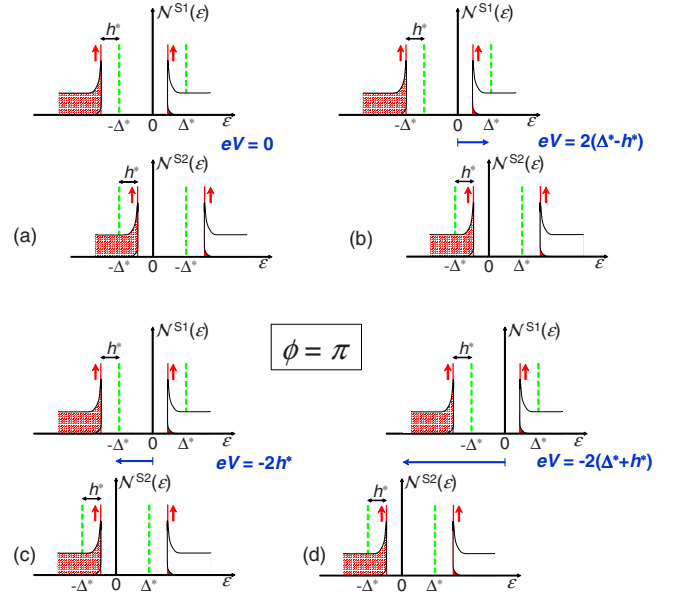 𝒩^S1(ε)
h*
-Δ* 0 Δ* ε
eV = 0
𝒩^S2(ε)
h*
-Δ* 0 -Δ* ε
(a)
𝒩^S1(ε)
h*
-Δ* 0 Δ* ε
eV = 2(Δ*-h*)
𝒩^S2(ε)
h*
-Δ* 0 Δ* ε
(b)
ϕ = π
𝒩^S1(ε)
h*
-Δ* 0 Δ* ε
eV = -2h*
𝒩^S2(ε)
h*
-Δ* 0 Δ* ε
(c)
𝒩^S1(ε)
h*
-Δ* 0 Δ* ε
eV = -2(Δ*+h*)
𝒩^S2(ε)
h*
-Δ* 0 Δ* ε
(d)